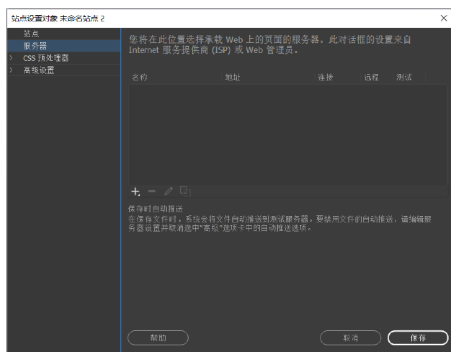 站点设置对象 未命名站点 2
站点
服务器
CSS 预处理器
高级设置
您将在此位置选择承载 Web 上的页面的服务器。此对话框的设置来自
Internet 服务提供商 (ISP) 或 Web 管理员。
名称 地址 连接 远程 测试
保存时自动推送
在保存文件时，系统会将文件自动推送到测试服务器。要禁用文件的自动推送，请编辑服
务器设置并取消选中“高级”选项卡中的自动推送选项。
帮助 取消 保存